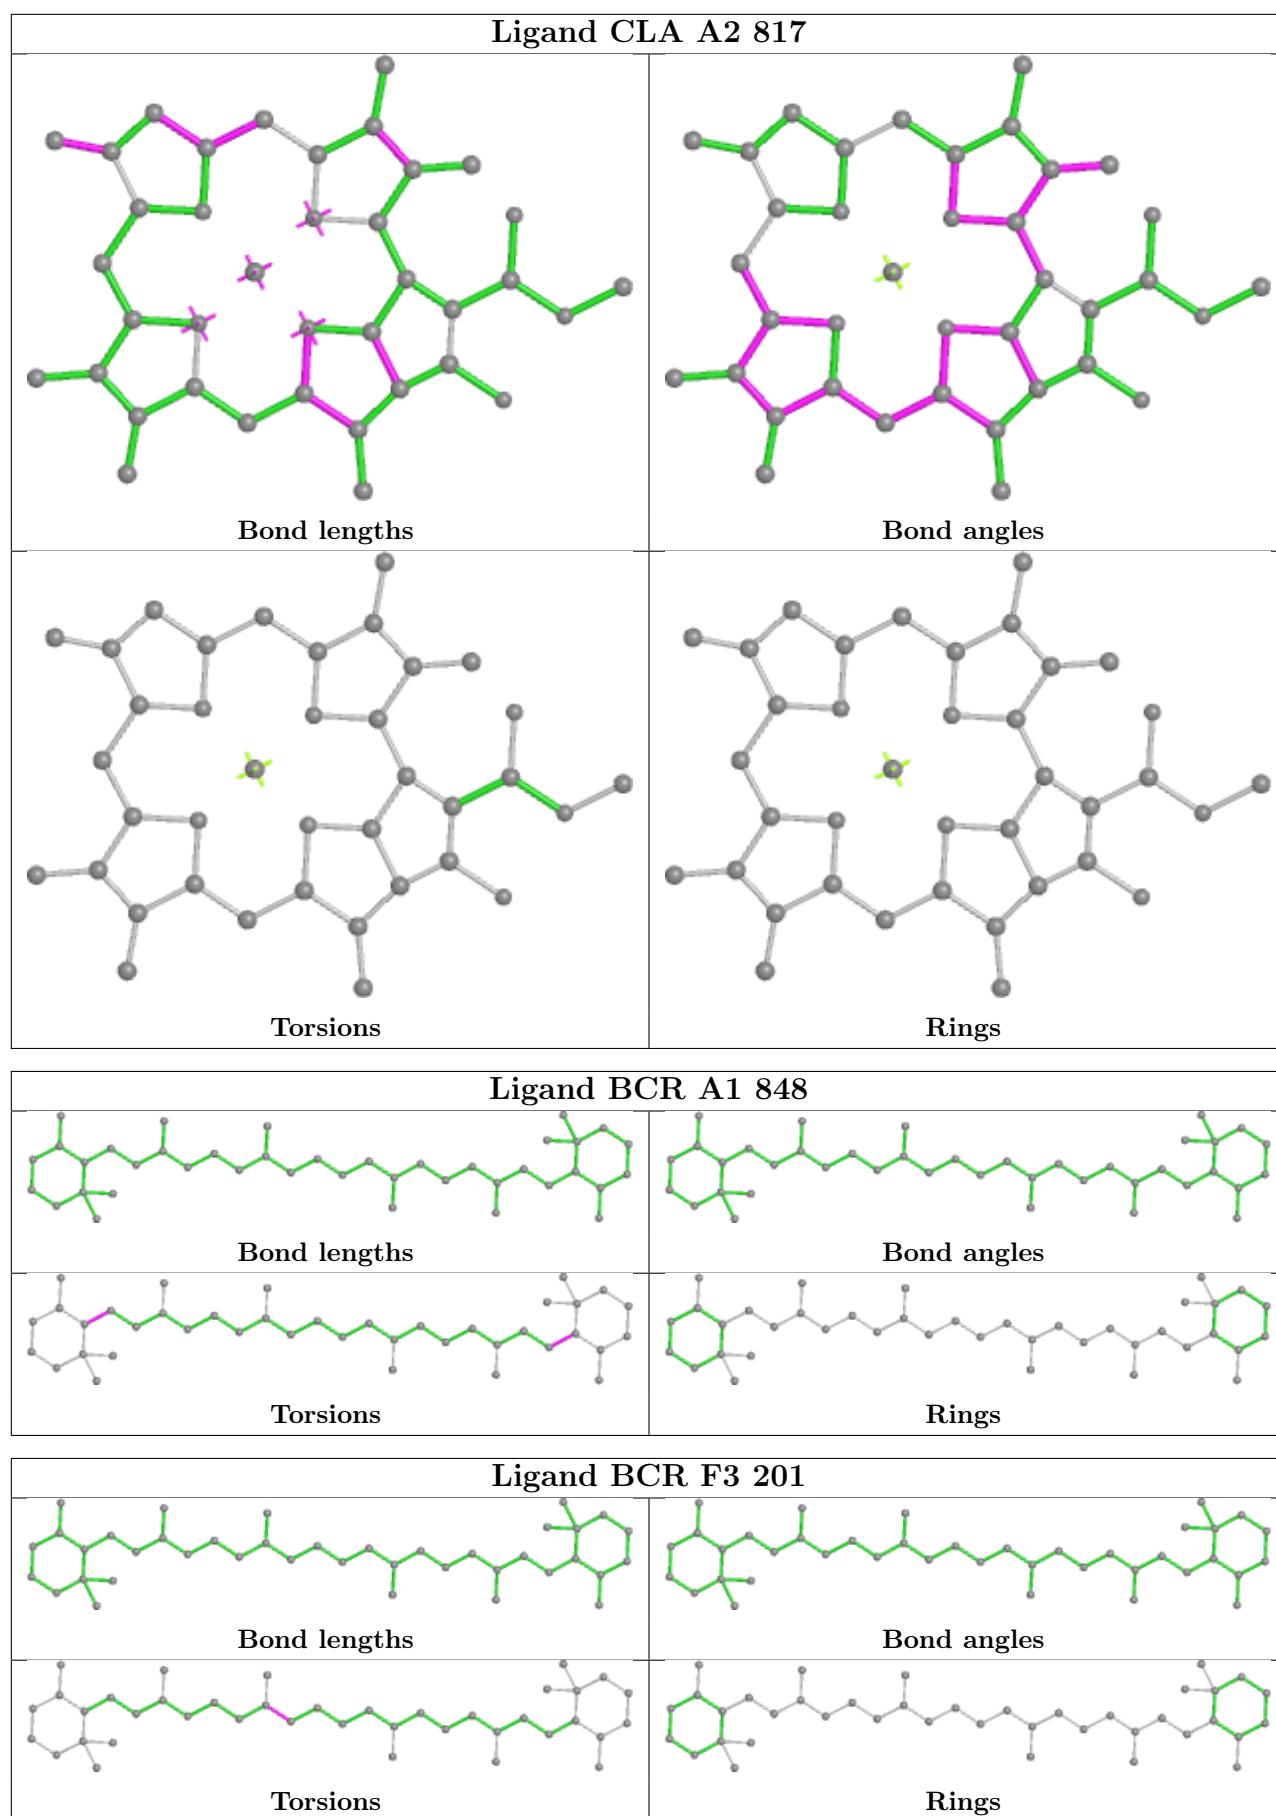 Ligand CLA A2 817
Bond lengths
Bond angles
Torsions
Rings
Ligand BCR A1 848
Bond lengths
Bond angles
Torsions
Rings
Ligand BCR F3 201
Bond lengths
Bond angles
Torsions
Rings